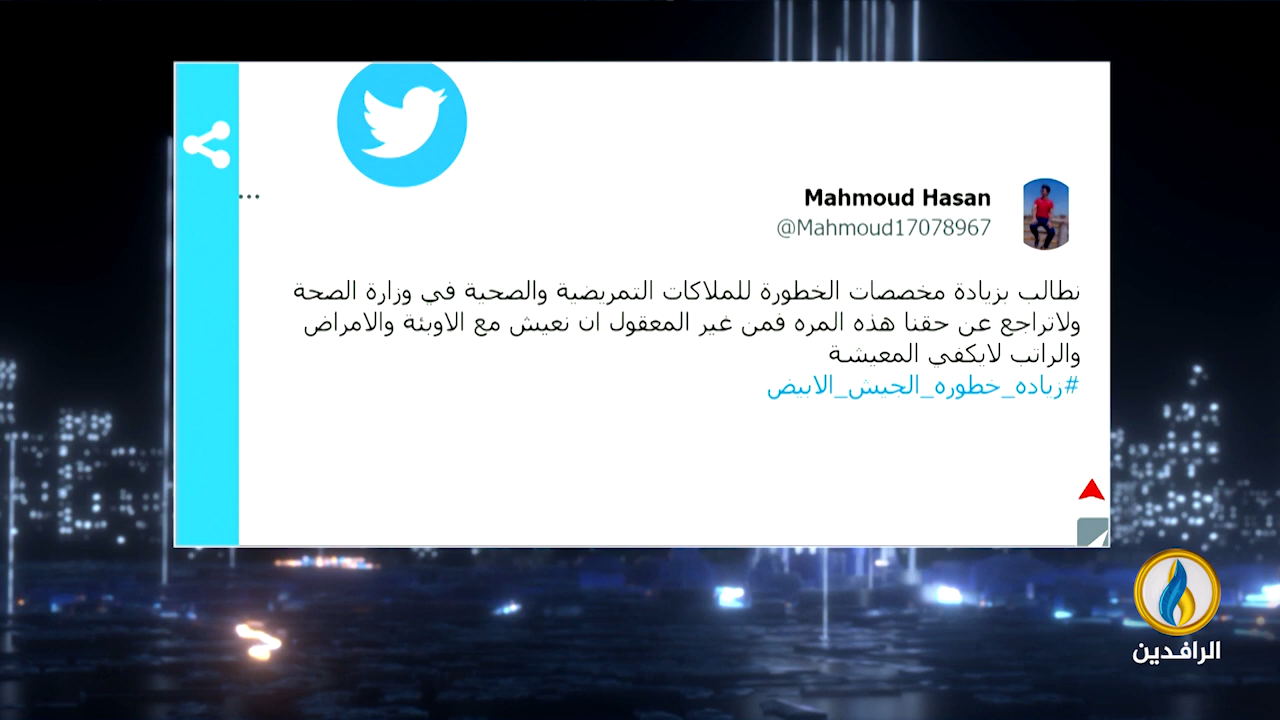 Mahmoud Hasan
@Mahmoud17078967
نطالب بزيادة مخصصات الخطورة للملاكات التمريضية والصحية في وزارة الصحة
ولاتراجع عن حقنا هذه المره فمن غير المعقول ان نعيش مع الاوبئة والامراض
والراتب لايكفي المعيشة
#زياده_خطوره_الجيش_الابيض
الرافدين